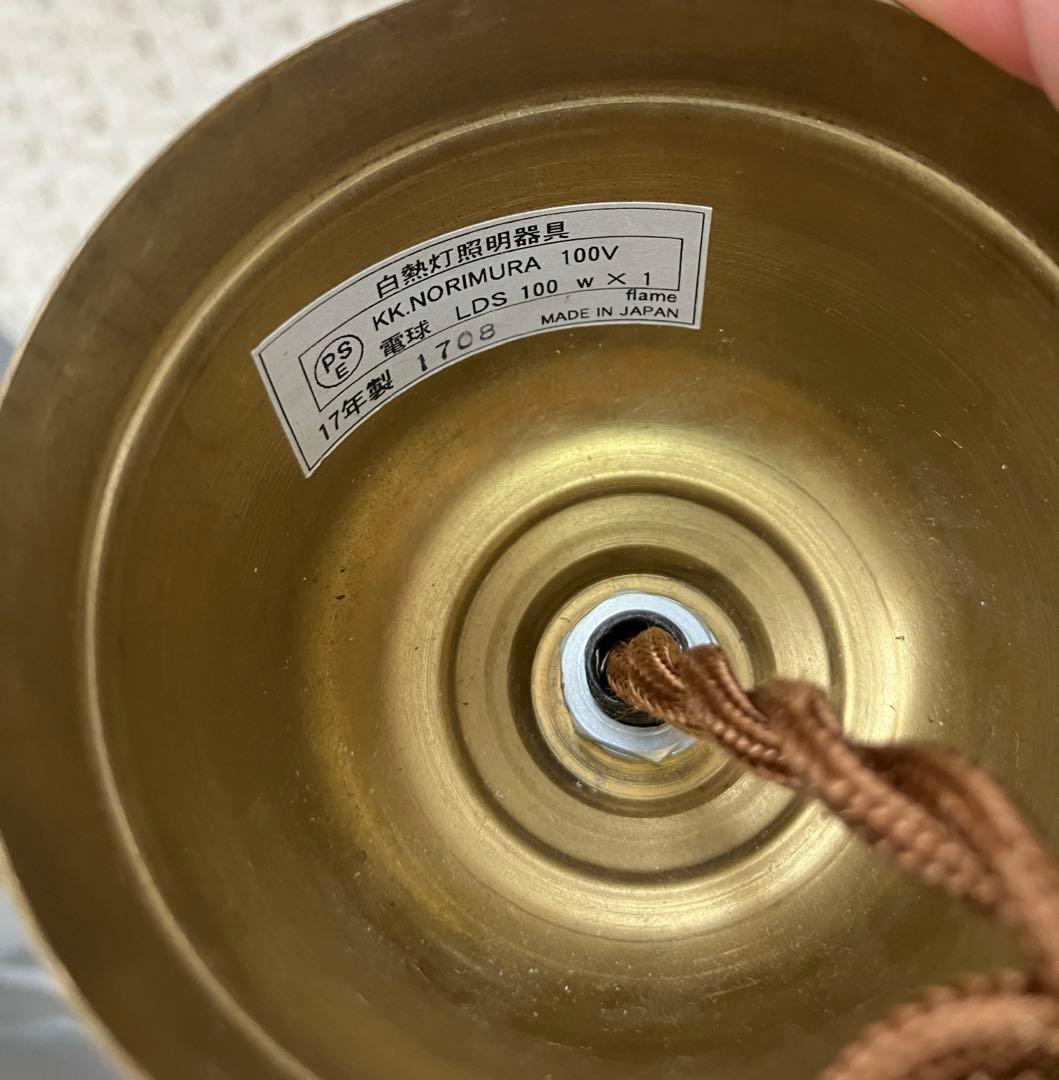 白熱灯照明器具
KK.NORIMURA 100V
PSE 電球 LDS 100 w × 1
flame
17年製 1708 MADE IN JAPAN